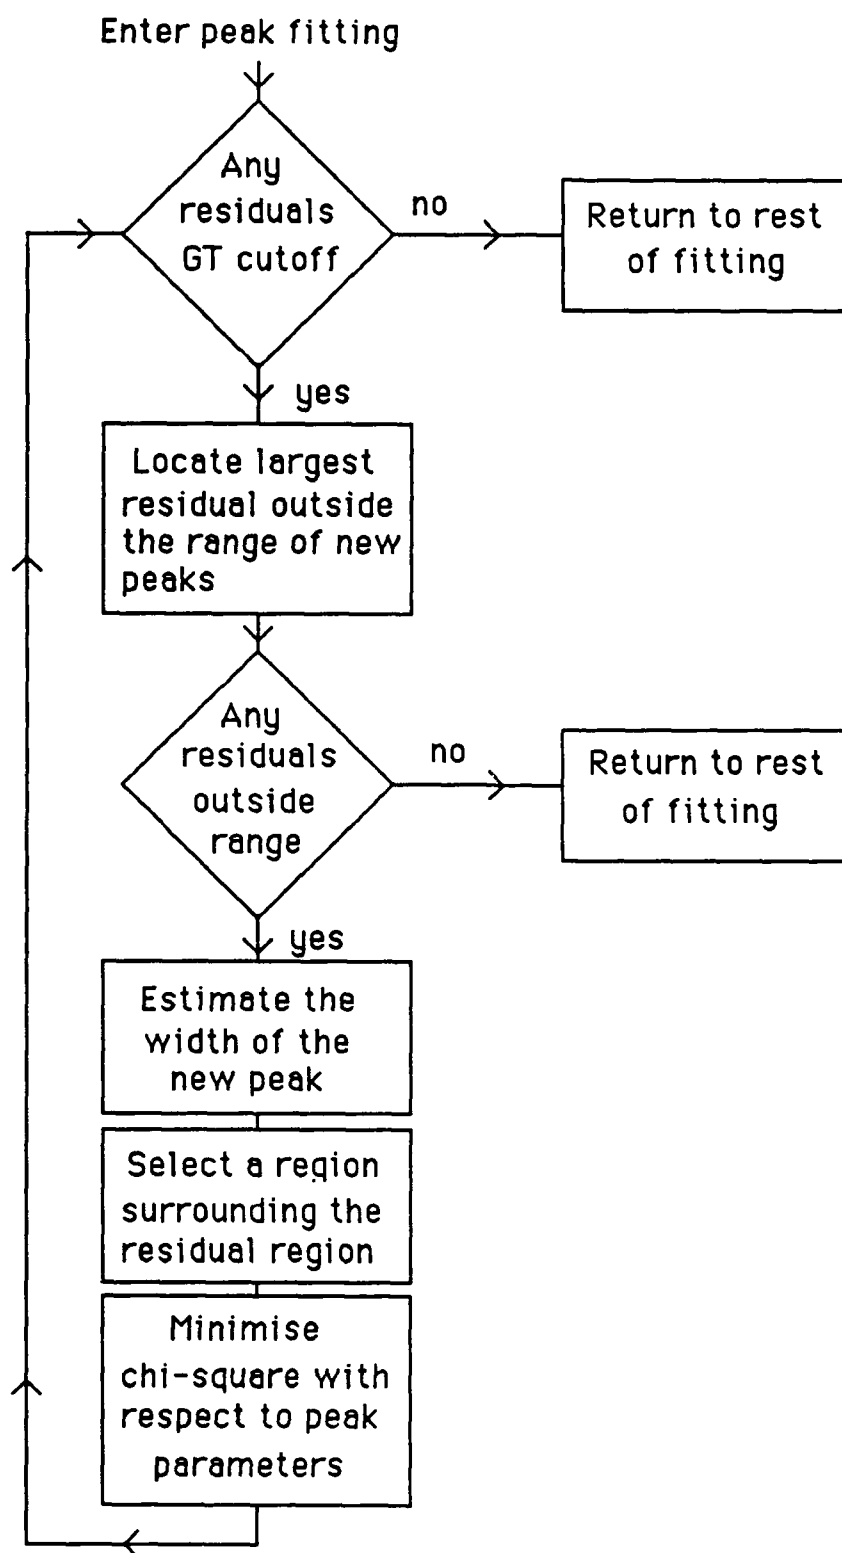 Enter peak fitting
Any
residuals
GT cutoff
no
Return to rest
of fitting
yes
Locate largest
residual outside
the range of new
peaks
Any
residuals
outside
range
no
Return to rest
of fitting
yes
Estimate the
width of the
new peak
Select a region
surrounding the
residual region
Minimise
chi-square with
respect to peak
parameters